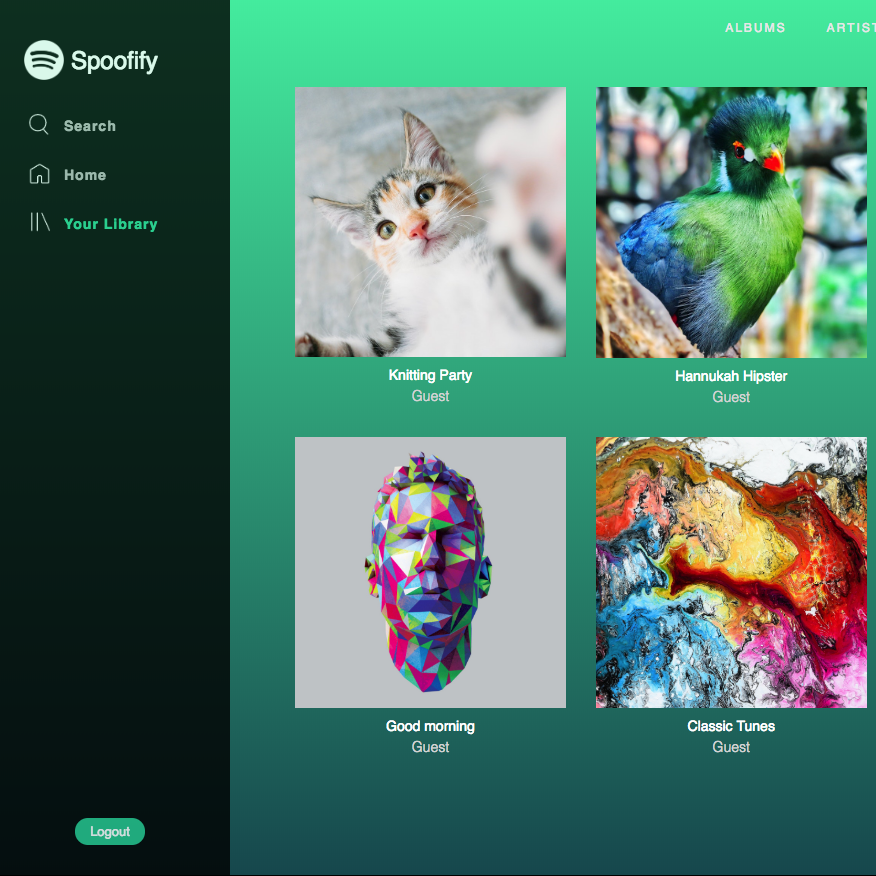 Spoofify
Search
Home
Your Library
Logout
ALBUMS
Knitting Party
Guest
Hannukah Hipster
Guest
Good morning
Guest
Classic Tunes
Guest